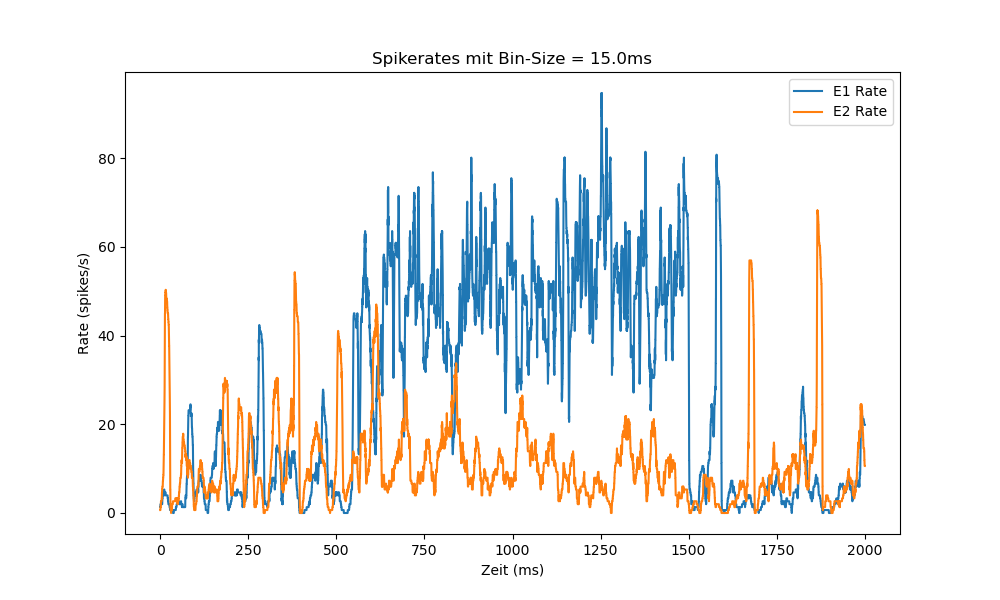 Spikerates mit Bin-Size = 15.0ms
E1 Rate
E2 Rate
Rate (spikes/s)
80
60
40
20
0
0 250 500 750 1000 1250 1500 1750 2000
Zeit (ms)